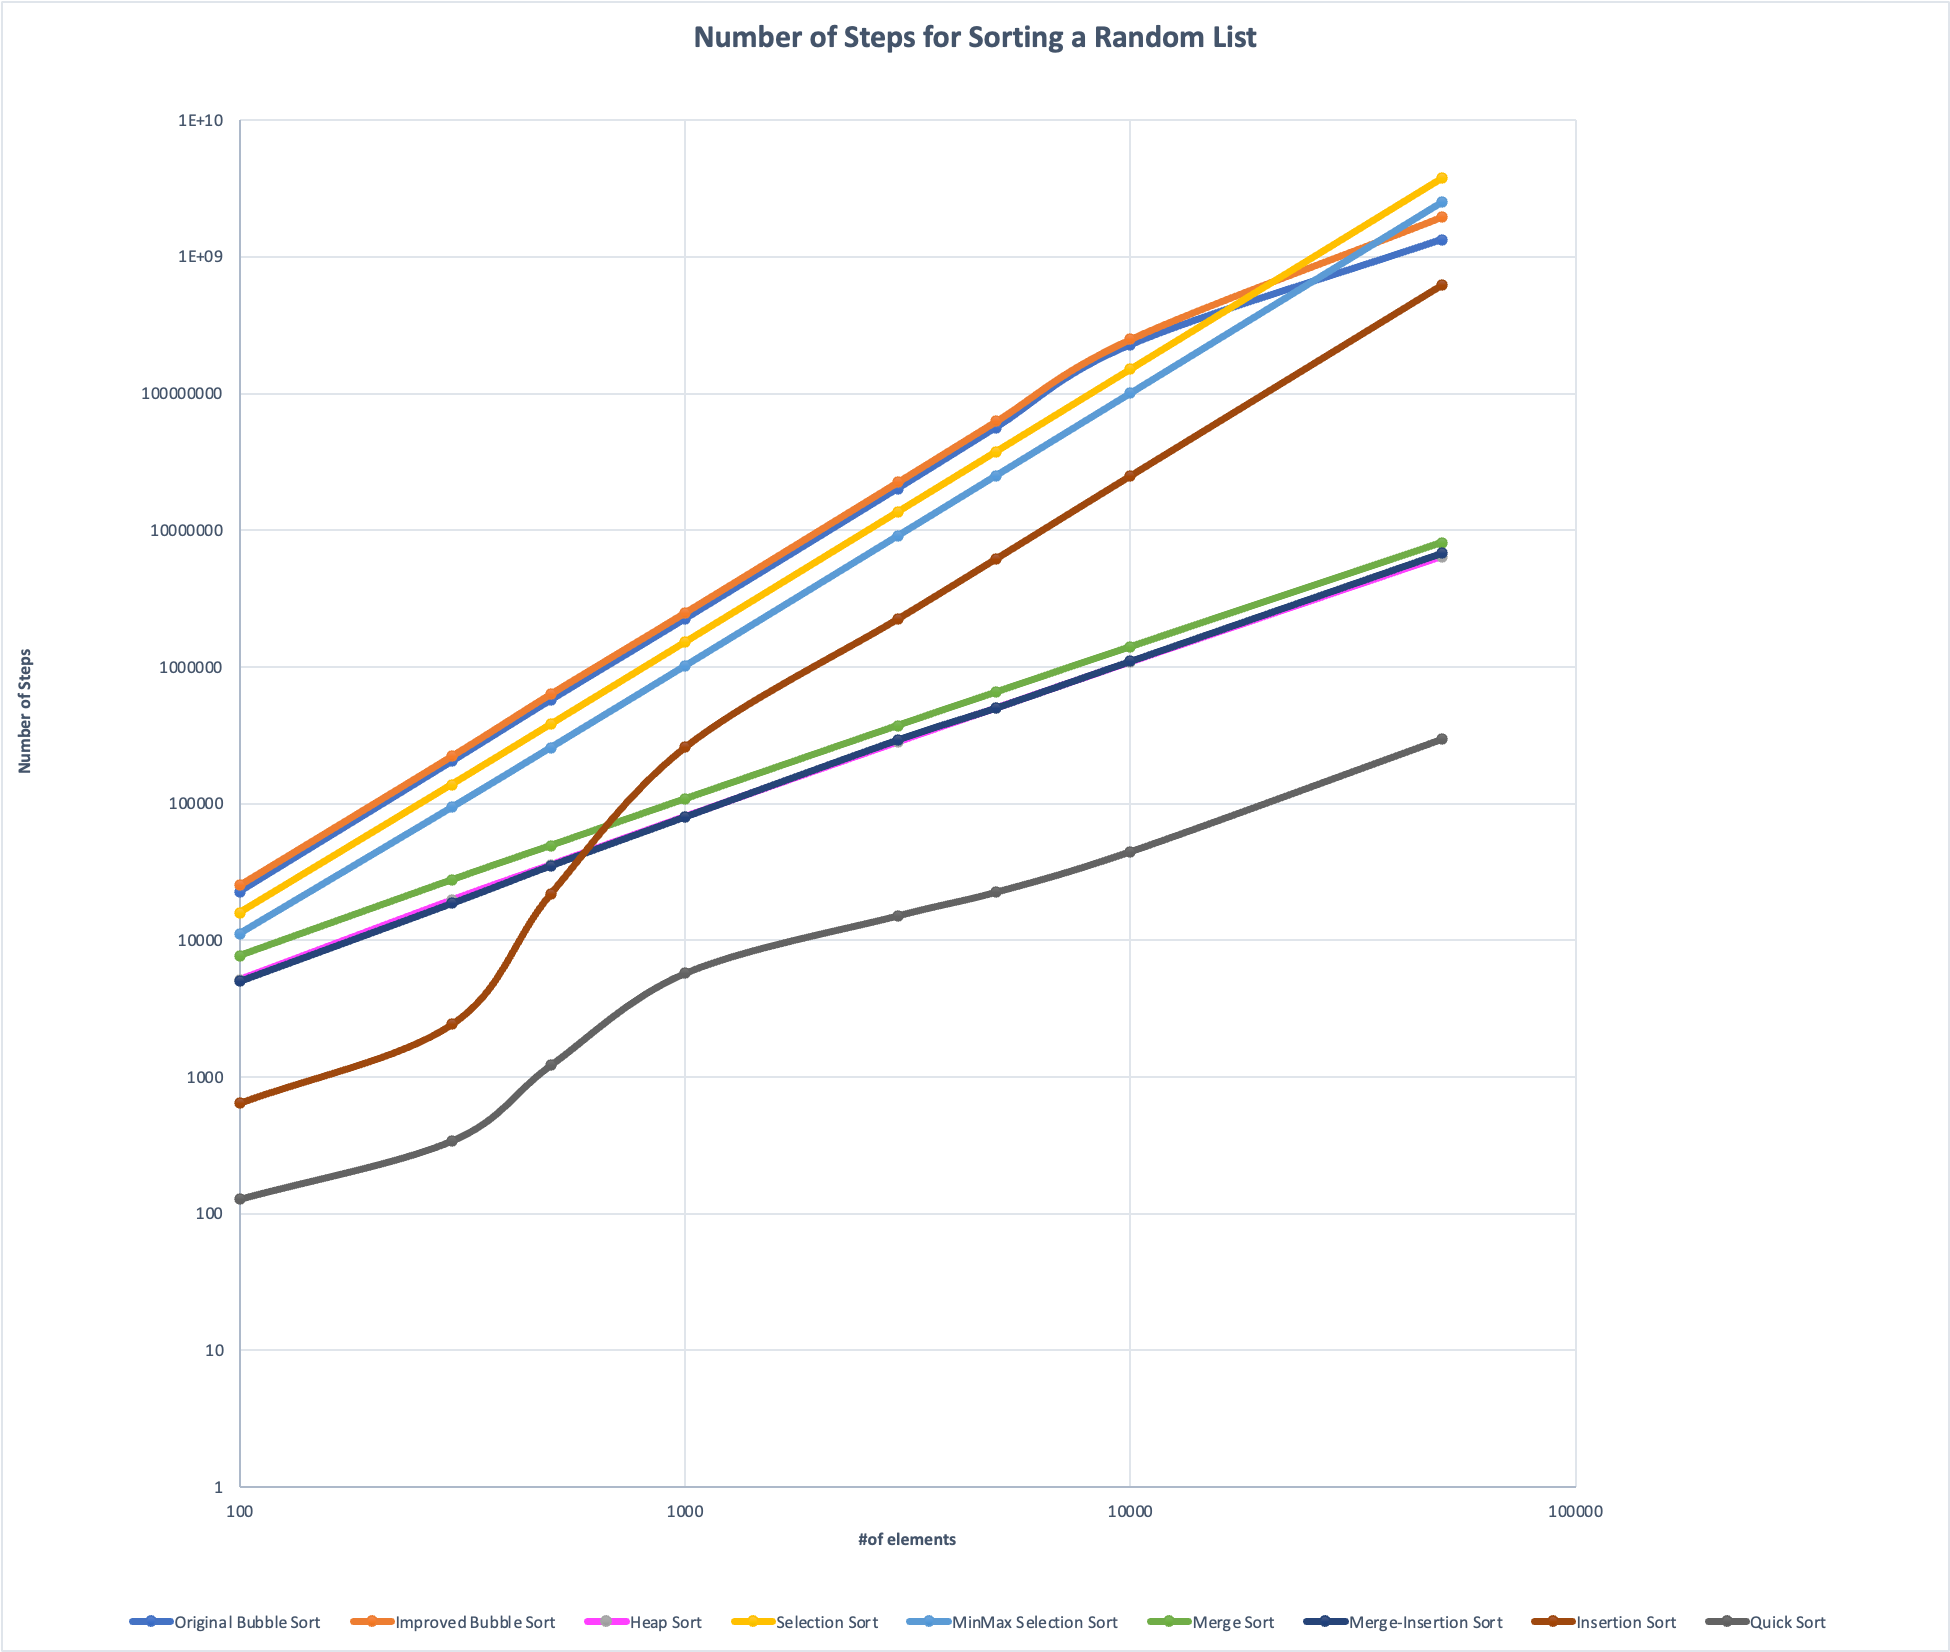 Number of Steps for Sorting a Random List
1E+10
1E+09
100000000
10000000
1000000
100000
10000
1000
100
10
1
Number of Steps
100 1000 10000 100000
#of elements
Original Bubble Sort Improved Bubble Sort Heap Sort Selection Sort MinMax Selection Sort Merge Sort Merge-Insertion Sort Insertion Sort Quick Sort